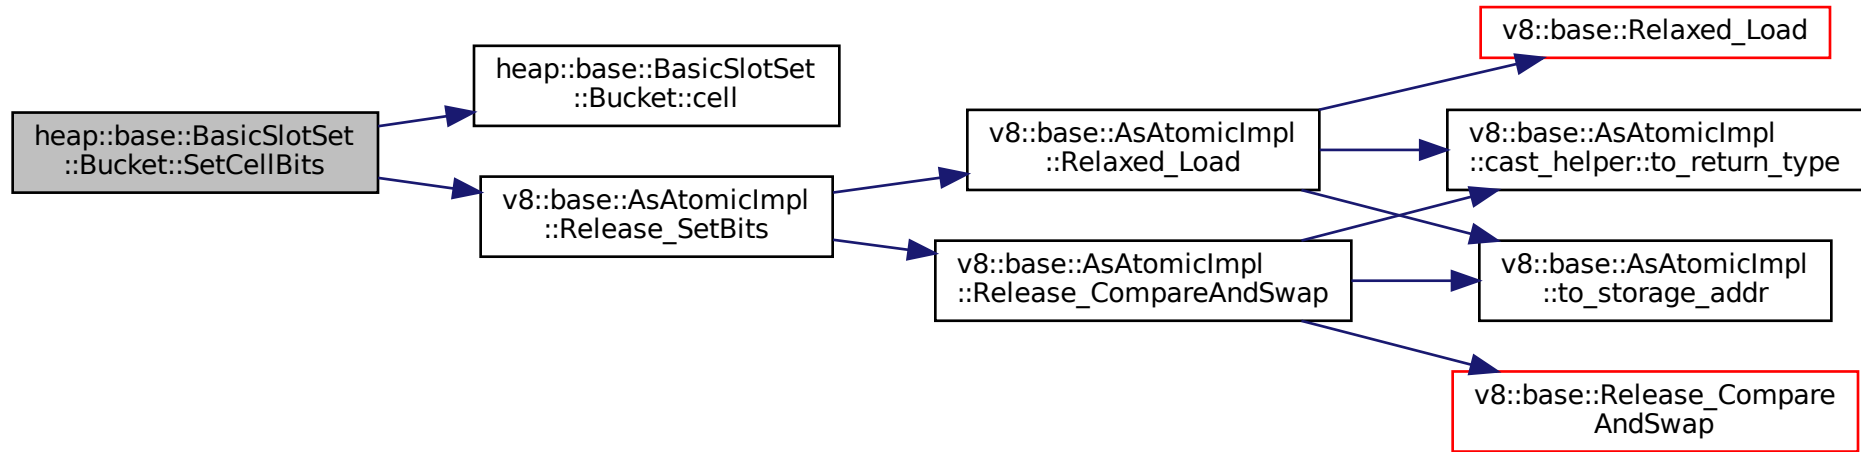 heap::base::BasicSlotSet
::Bucket::SetCellBits
heap::base::BasicSlotSet
::Bucket::cell
v8::base::AsAtomicImpl
::Release_SetBits
v8::base::AsAtomicImpl
::Relaxed_Load
v8::base::AsAtomicImpl
::Release_CompareAndSwap
v8::base::Relaxed_Load
v8::base::AsAtomicImpl
::cast_helper::to_return_type
v8::base::AsAtomicImpl
::to_storage_addr
v8::base::Release_Compare
AndSwap